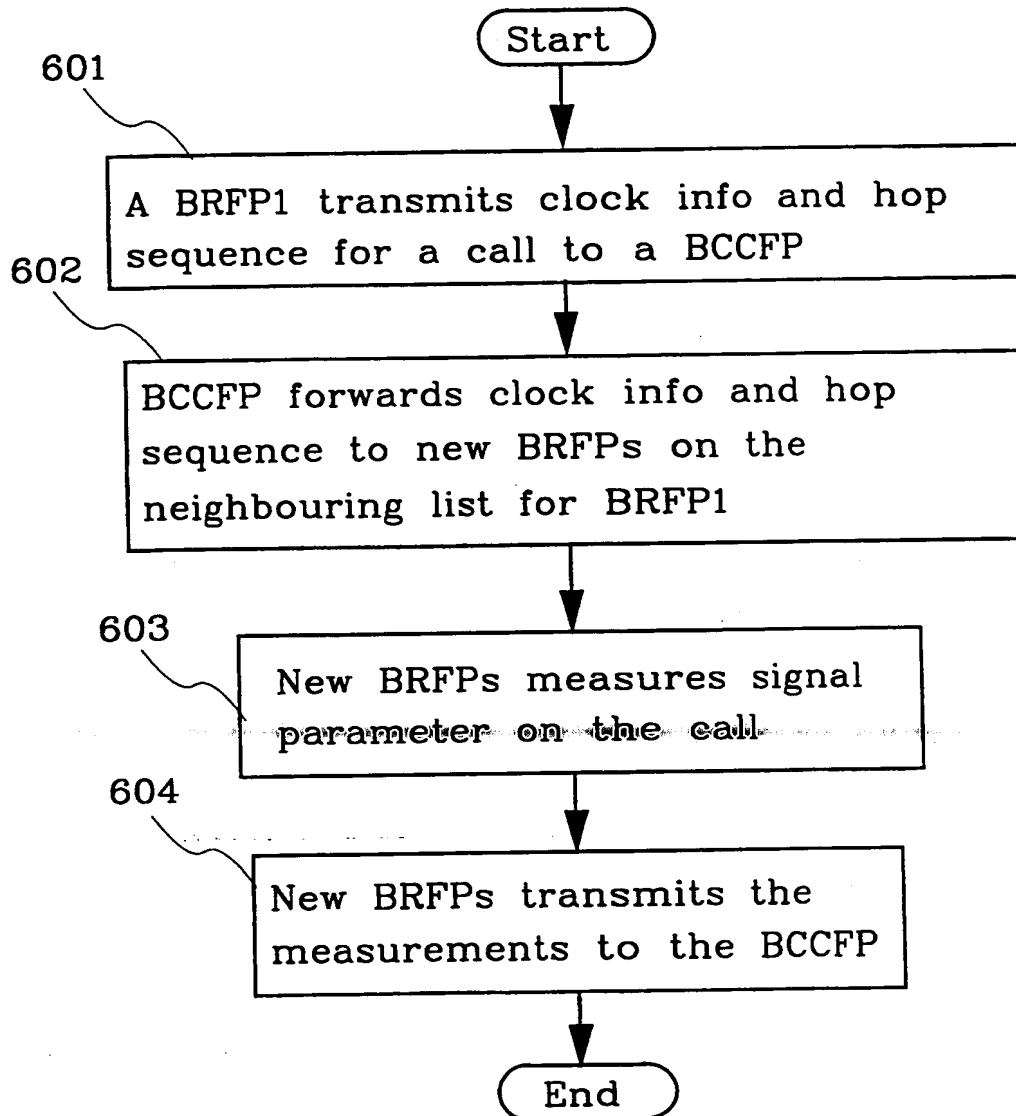 Start
601
A BRFP1 transmits clock info and hop
sequence for a call to a BCCFP
602
BCCFP forwards clock info and hop
sequence to new BRFPs on the
neighbouring list for BRFP1
603
New BRFPs measures signal
parameter on the call
604
New BRFPs transmits the
measurements to the BCCFP
End